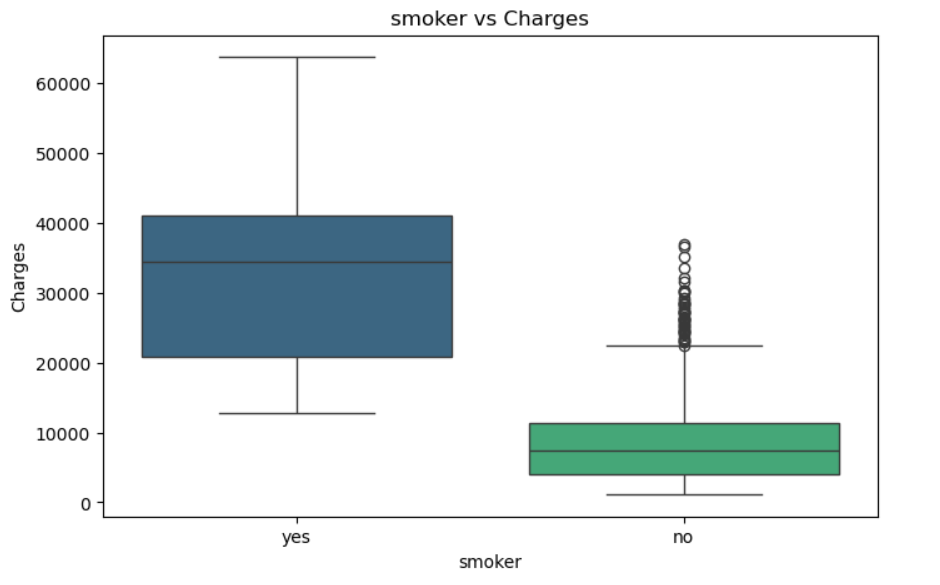 smoker vs Charges
60000
50000
40000
30000
20000
10000
0
Charges
yes
no
smoker